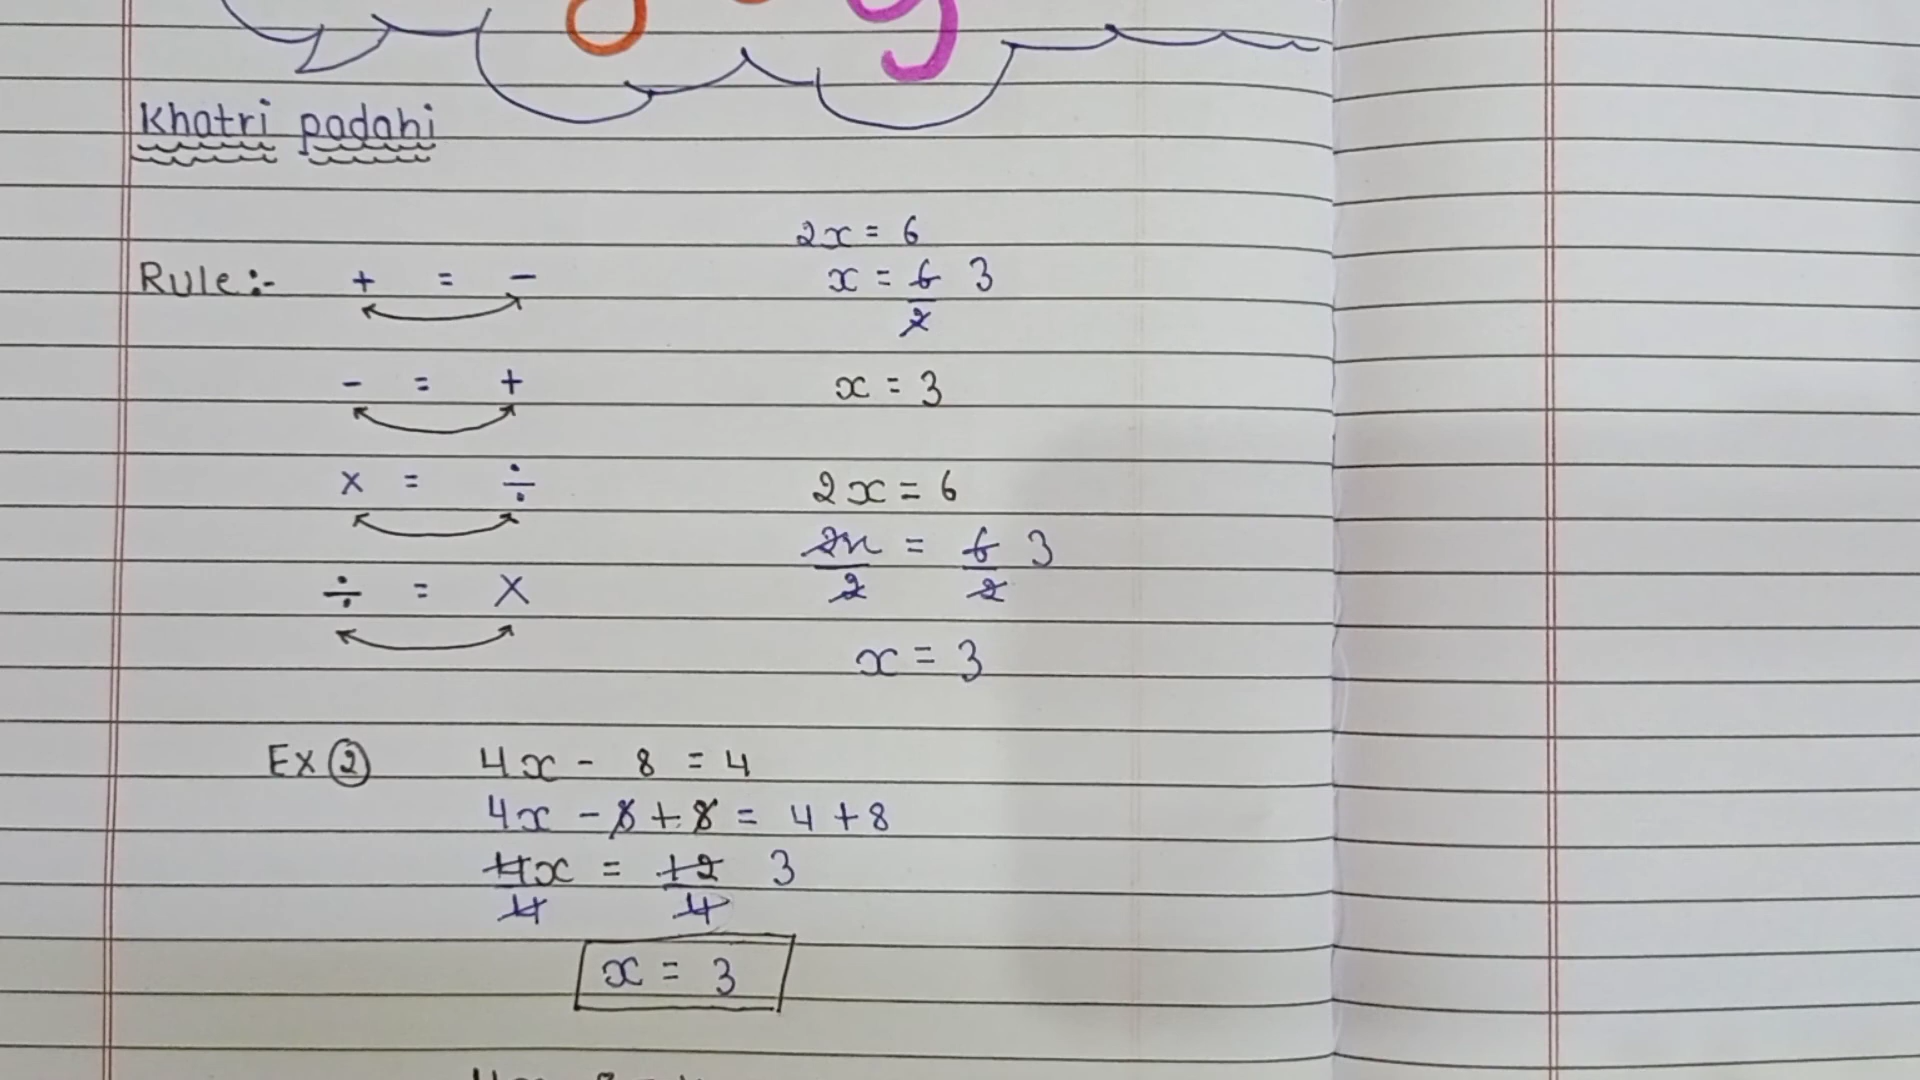 Khatri padahi
Rule:- + = -
- = +
× = ÷
÷ = ×
2x = 6
x = 6/2 3
x = 3
2x = 6
2x/2 = 6/2 3
x = 3
Ex ② 4x - 8 = 4
4x - 8 + 8 = 4 + 8
4x/4 = 12/4 3
x = 3